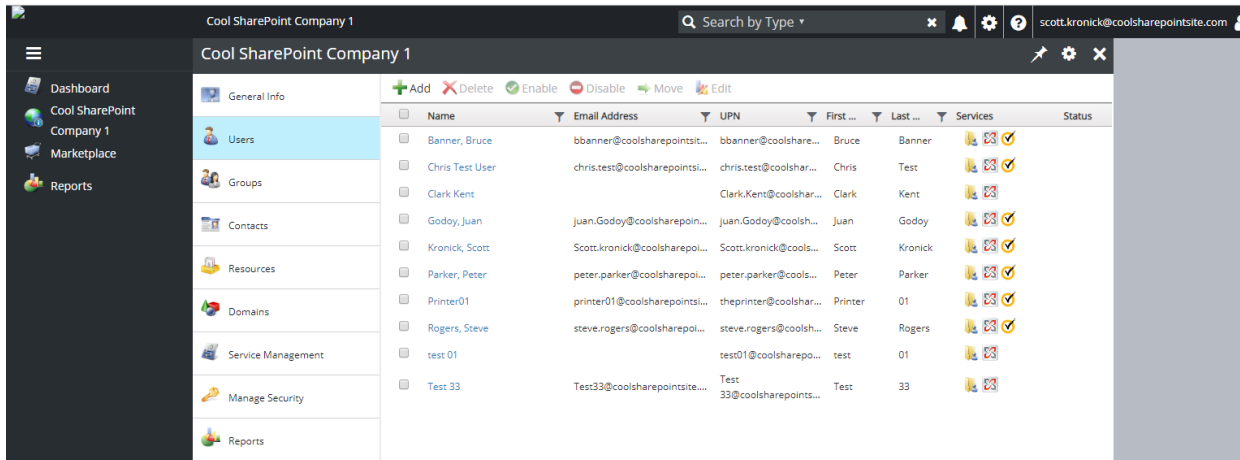 Cool SharePoint Company 1
Search by Type
scott.kronick@coolsharepointsite.com
Cool SharePoint Company 1
Dashboard
Cool SharePoint
Company 1
Marketplace
Reports
General Info
Users
Groups
Contacts
Resources
Domains
Service Management
Manage Security
Reports
Add Delete Enable Disable Move Edit
Name Email Address UPN First ... Last ... Services Status
Banner, Bruce bbanner@coolsharepointsit... bbanner@coolshare... Bruce Banner
Chris Test User chris.test@coolsharepointsi... chris.test@coolshar... Chris Test
Clark Kent Clark.Kent@coolshar... Clark Kent
Godoy, Juan juan.Godoy@coolsharepoin... juan.Godoy@coolsh... Juan Godoy
Kronick, Scott Scott.kronick@coolsharepoi... Scott.kronick@cools... Scott Kronick
Parker, Peter peter.parker@coolsharepoi... peter.parker@cools... Peter Parker
Printer01 printer01@coolsharepointsi... theprinter@coolshar... Printer 01
Rogers, Steve steve.rogers@coolsharepoi... steve.rogers@coolsh... Steve Rogers
test 01 test01@coolsharepo... test 01
Test 33 Test33@coolsharepointsite.... Test
33@coolsharepoints... Test 33